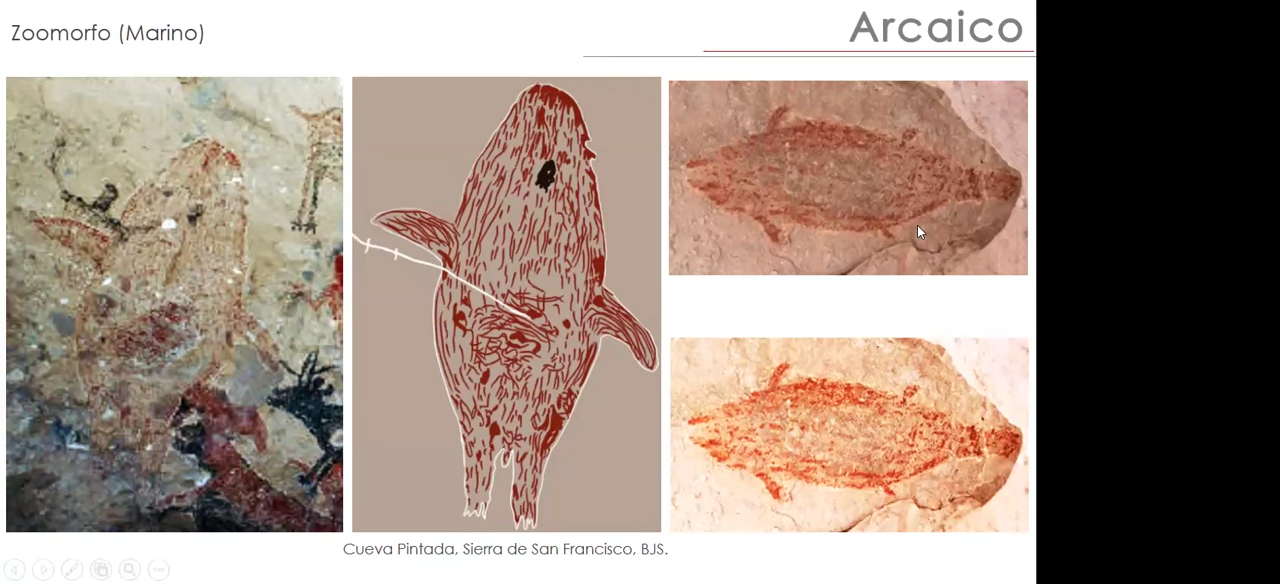 Zoomorfo (Marino)
Arcaico
Cueva Pintada, Sierra de San Francisco, BJS.